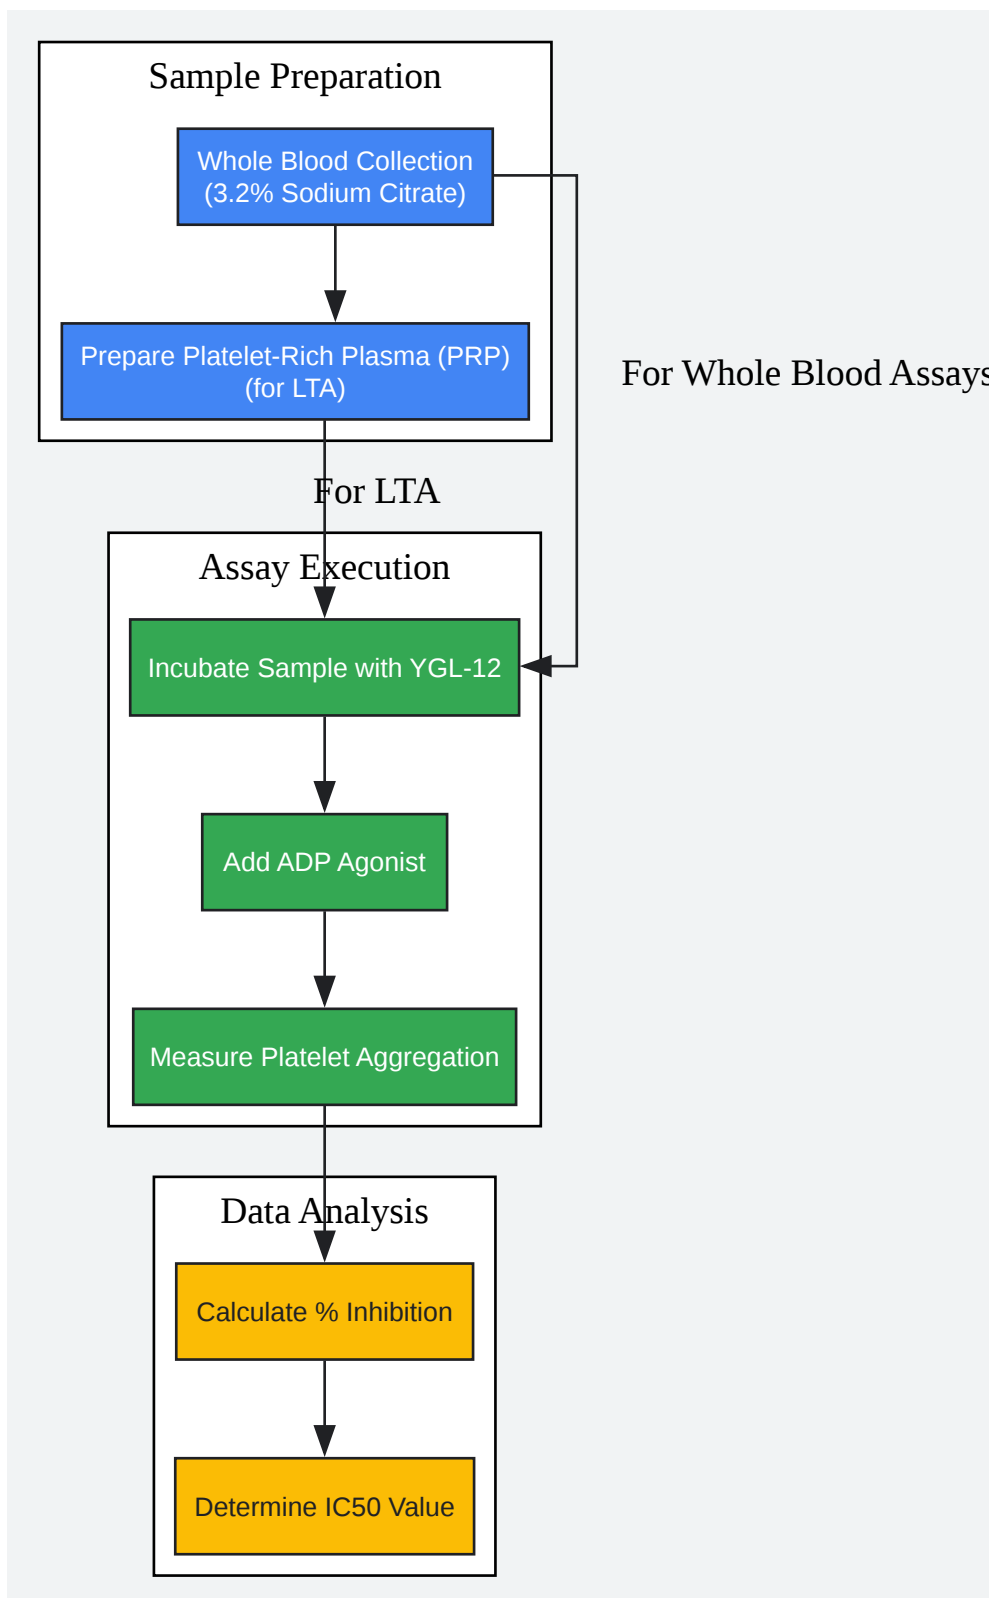 Sample Preparation
Whole Blood Collection
(3.2% Sodium Citrate)
Prepare Platelet-Rich Plasma (PRP)
(for LTA)
For Whole Blood Assays
For LTA
Assay Execution
Incubate Sample with YGL-12
Add ADP Agonist
Measure Platelet Aggregation
Data Analysis
Calculate % Inhibition
Determine IC50 Value